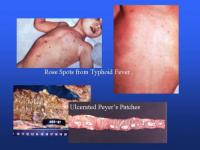 Rose Spots from Typhoid Fever
Ulcerated Peyer's Patches